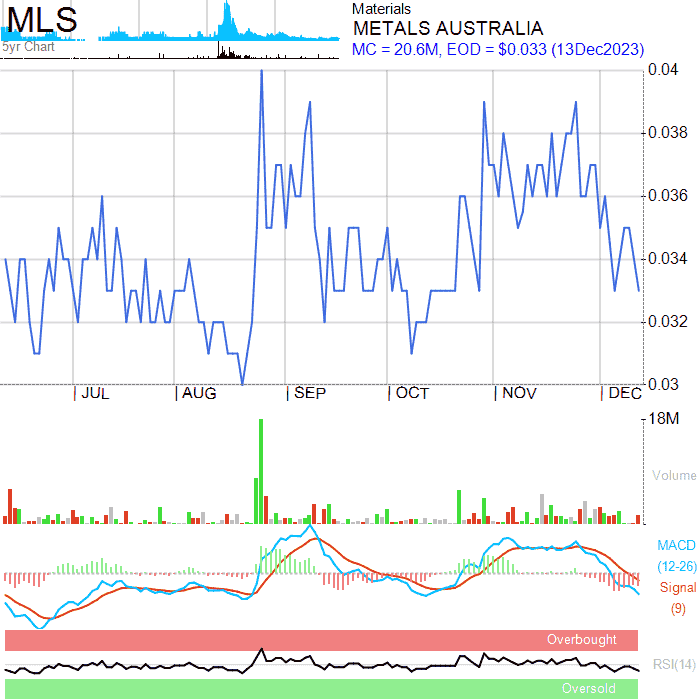 MLS
5yr Chart
Materials
METALS AUSTRALIA
MC = 20.6M, EOD = $0.033 (13Dec2023)
0.04
0.038
0.036
0.034
0.032
0.03
JUL AUG SEP OCT NOV DEC
18M
Volume
MACD
(12-26)
Signal
(9)
Overbought
RSI(14)
Oversold